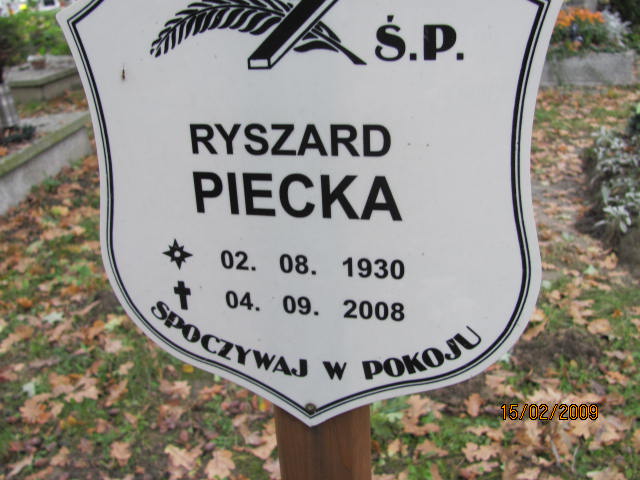 Ś.P.
RYSZARD
PIECKA
02. 08. 1930
04. 09. 2008
SPOCZYWAJ W POKOJU
15/02/2009